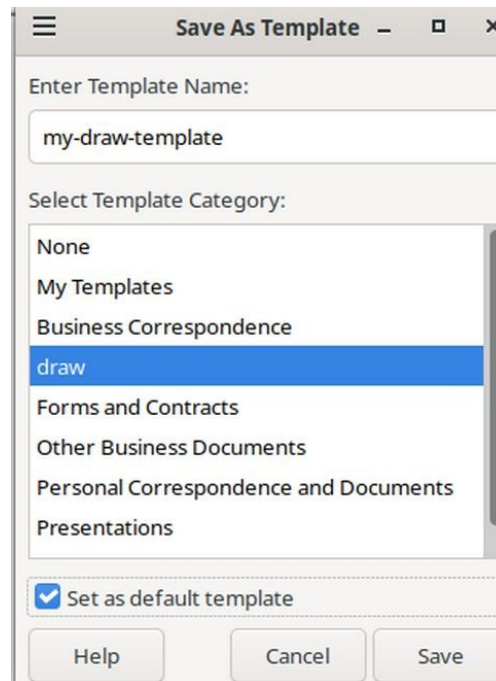 Save As Template
Enter Template Name:
my-draw-template
Select Template Category:
None
My Templates
Business Correspondence
draw
Forms and Contracts
Other Business Documents
Personal Correspondence and Documents
Presentations
Set as default template
Help Cancel Save